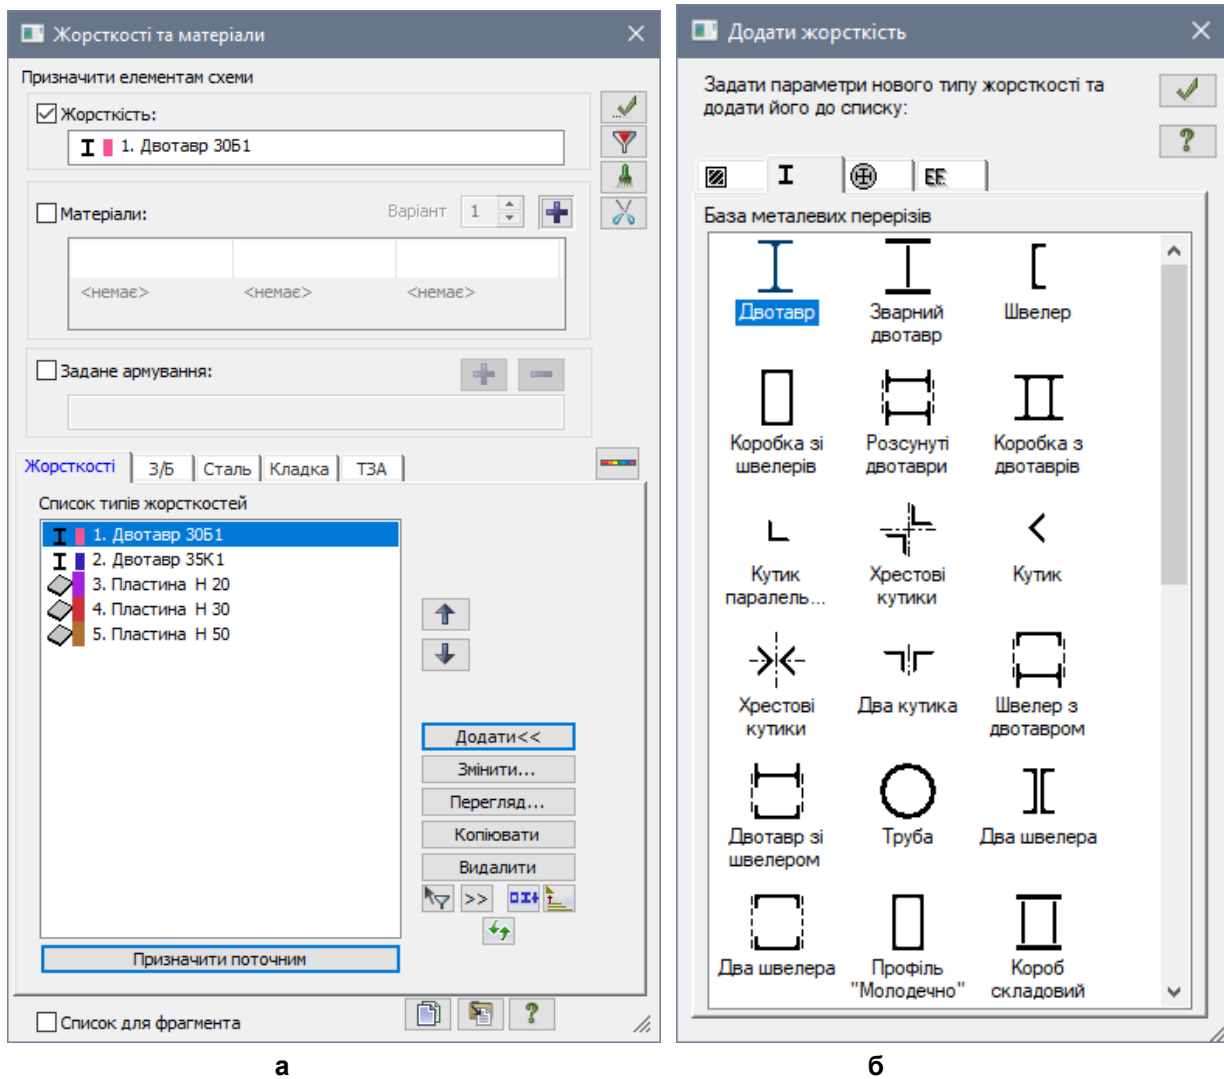 Жорсткості та матеріали
Призначити елементам схеми
Жорсткість:
1. Двотавр 30Б1
Матеріали:
Варіант 1
<немає> <немає> <немає>
Задане армування:
Жорсткості З/Б Сталь Кладка ТЗА
Список типів жорсткостей
1. Двотавр 30Б1
2. Двотавр 35К1
3. Пластина Н 20
4. Пластина Н 30
5. Пластина Н 50
Додати<<
Змінити...
Перегляд...
Копіювати
Видалити
>>
Призначити поточним
Список для фрагмента
?
а
Додати жорсткість
Задати параметри нового типу жорсткості та
додати його до списку:
?
База металевих перерізів
Двотавр
Зварний
двотавр
Швелер
Коробка зі
швелерів
Розсунуті
двотаври
Коробка з
двотаврів
Кутик
паралель...
Хрестові
кутики
Кутик
Хрестові
кутики
Два кутика
Швелер з
двотавром
Двотавр зі
швелером
Труба
Два швелера
Два швелера
Профіль
"Молодечно"
Короб
складовий
б